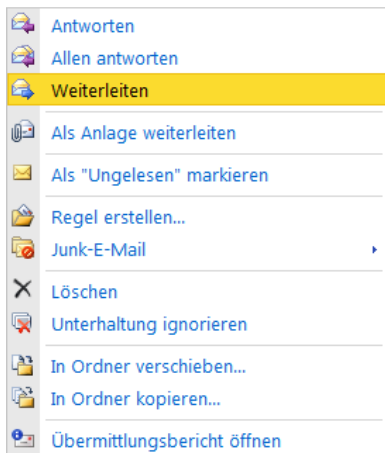 Antworten
Allen antworten
Weiterleiten
Als Anlage weiterleiten
Als "Ungelesen" markieren
Regel erstellen...
Junk-E-Mail
Löschen
Unterhaltung ignorieren
In Ordner verschieben...
In Ordner kopieren...
Übermittlungsbericht öffnen